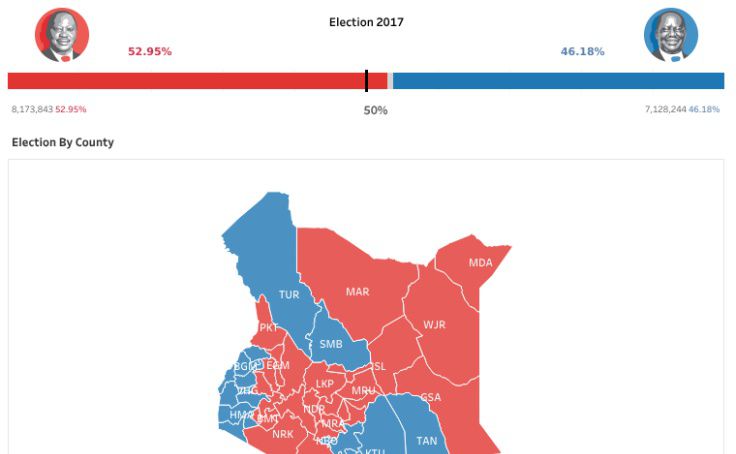 Election 2017
52.95%
46.18%
8,173,843 52.95%
50%
7,128,244 46.18%
Election By County
MDA
TUR
MAR
PKT
WJR
SMB
BGM
EGM
ISL
LKP
MRU
VHG
GSA
NDR
HMA
BMT
MRA
NRK
NBO
TAN
KTU